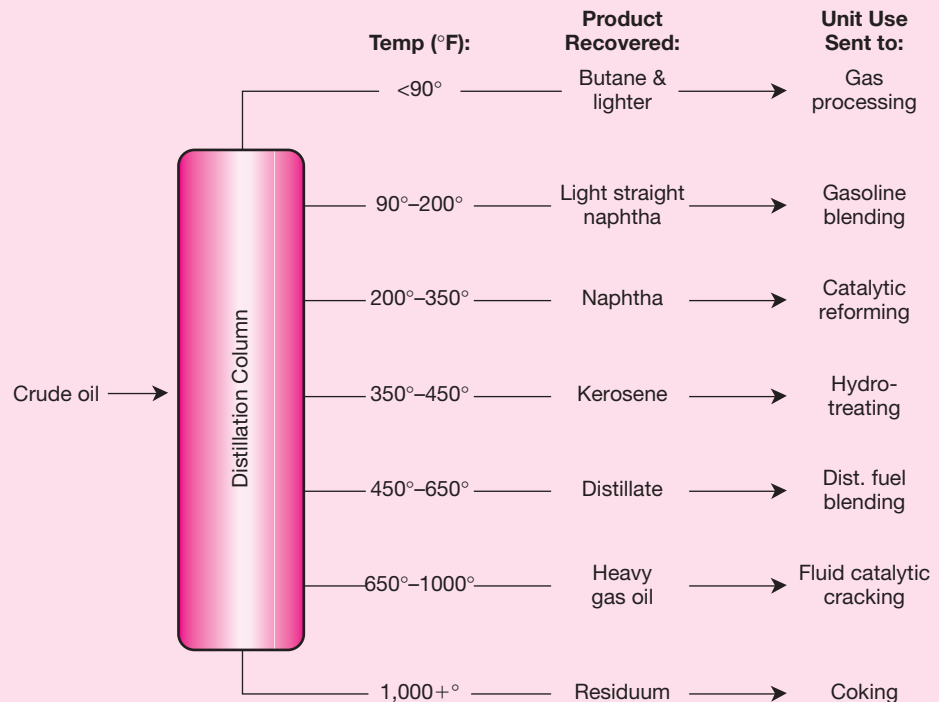 Temp (°F):
Product
Recovered:
Unit Use
Sent to:
<90°
Butane &
lighter
Gas
processing
90°–200°
Light straight
naphtha
Gasoline
blending
200°–350°
Naphtha
Catalytic
reforming
Crude oil
Distillation Column
350°–450°
Kerosene
Hydro-
treating
450°–650°
Distillate
Dist. fuel
blending
650°–1000°
Heavy
gas oil
Fluid catalytic
cracking
1,000+°
Residuum
Coking